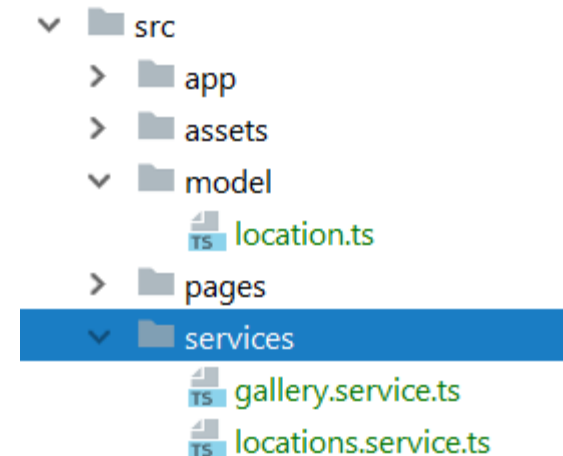 src
app
assets
model
TS location.ts
pages
services
TS gallery.service.ts
TS locations.service.ts